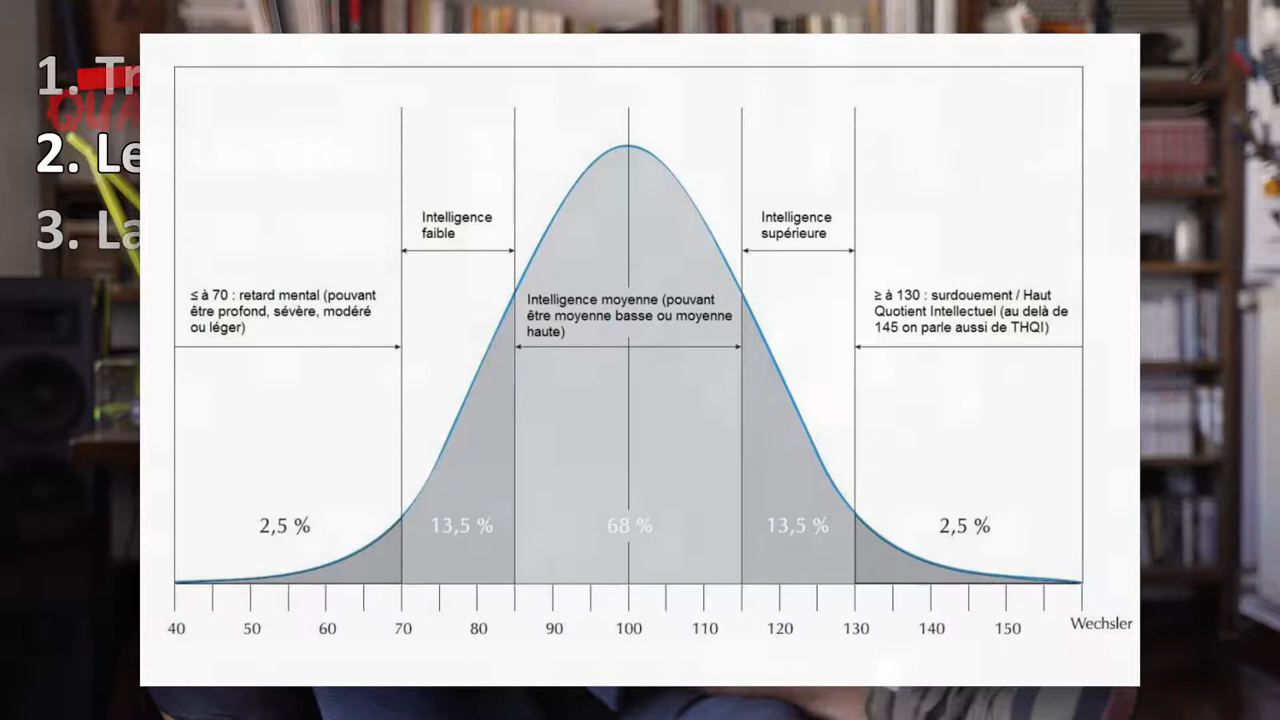 1. Tr
QUA
2. Le
3. La
Intelligence
faible
Intelligence
supérieure
≤ à 70 : retard mental (pouvant
être profond, sévère, modéré
ou léger)
Intelligence moyenne (pouvant
être moyenne basse ou moyenne
haute)
≥ à 130 : surdouement / Haut
Quotient Intellectuel (au delà de
145 on parle aussi de THQI)
2,5 % 13,5 % 68 % 13,5 % 2,5 %
40 50 60 70 80 90 100 110 120 130 140 150 Wechsler